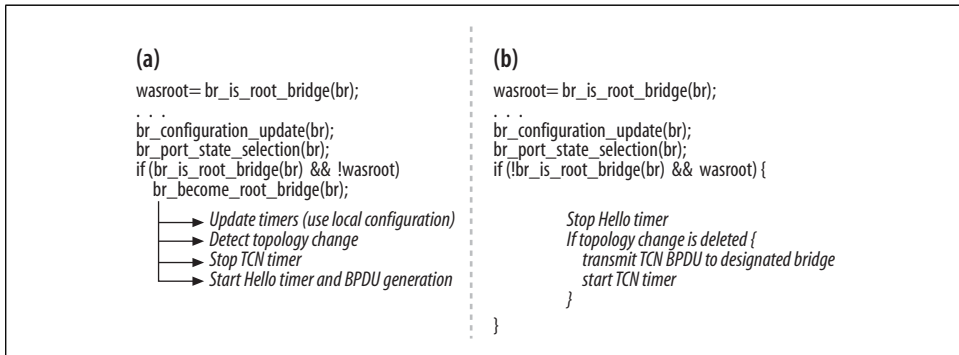 (a)
wasroot= br_is_root_bridge(br);
. . .
br_configuration_update(br);
br_port_state_selection(br);
if (br_is_root_bridge(br) && !wasroot)
br_become_root_bridge(br);
Update timers (use local configuration)
Detect topology change
Stop TCN timer
Start Hello timer and BPDU generation
(b)
wasroot= br_is_root_bridge(br);
. . .
br_configuration_update(br);
br_port_state_selection(br);
if (!br_is_root_bridge(br) && wasroot) {
Stop Hello timer
If topology change is deleted {
transmit TCN BPDU to designated bridge
start TCN timer
}
}